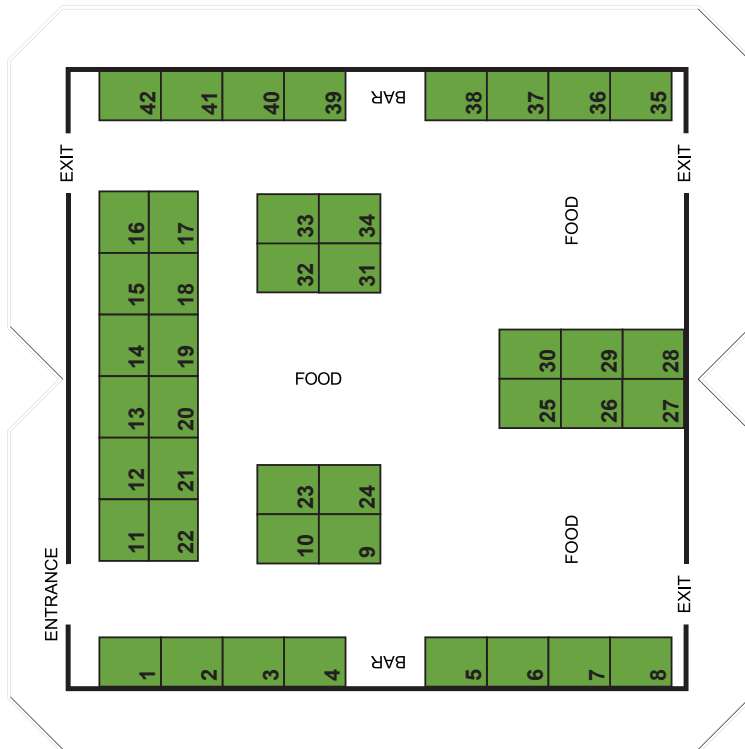 42 41 40 39 BAR 38 37 36 35
EXIT EXIT
16 17 33 34 FOOD
15 18 32 31
14 19 30 29 28
FOOD
13 20 25 26 27
12 21 23 24
11 22 10 9 FOOD
ENTRANCE EXIT
1 2 3 4 BAR 5 6 7 8